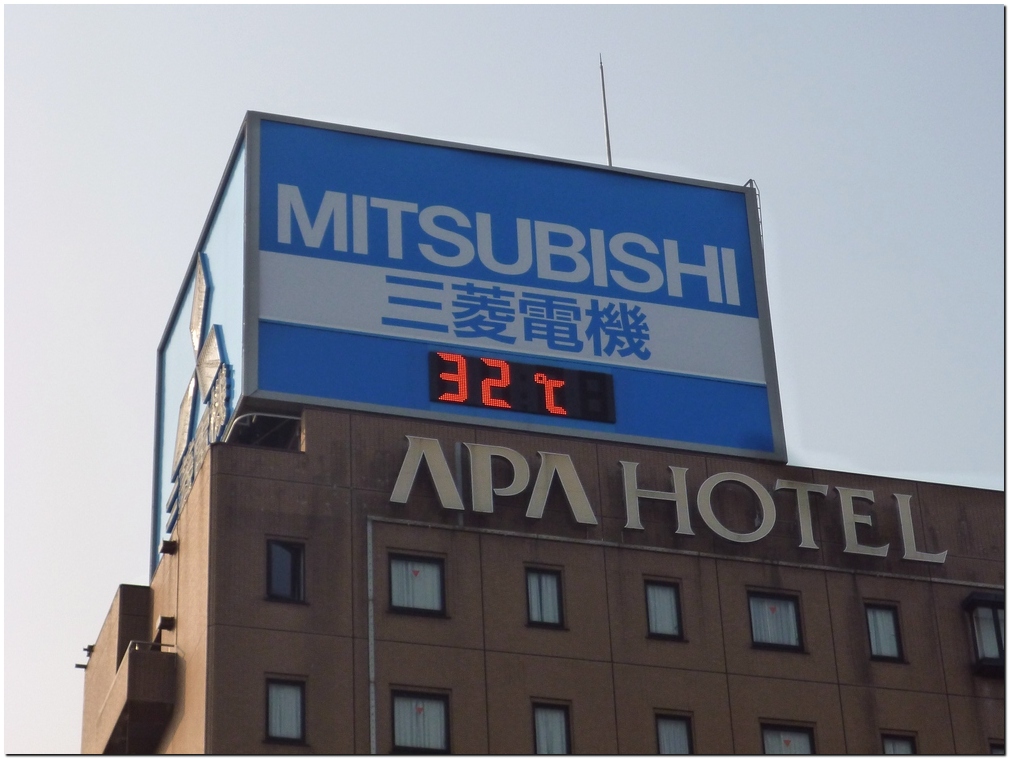 MITSUBISHI
三菱電機
32℃
APA HOTEL